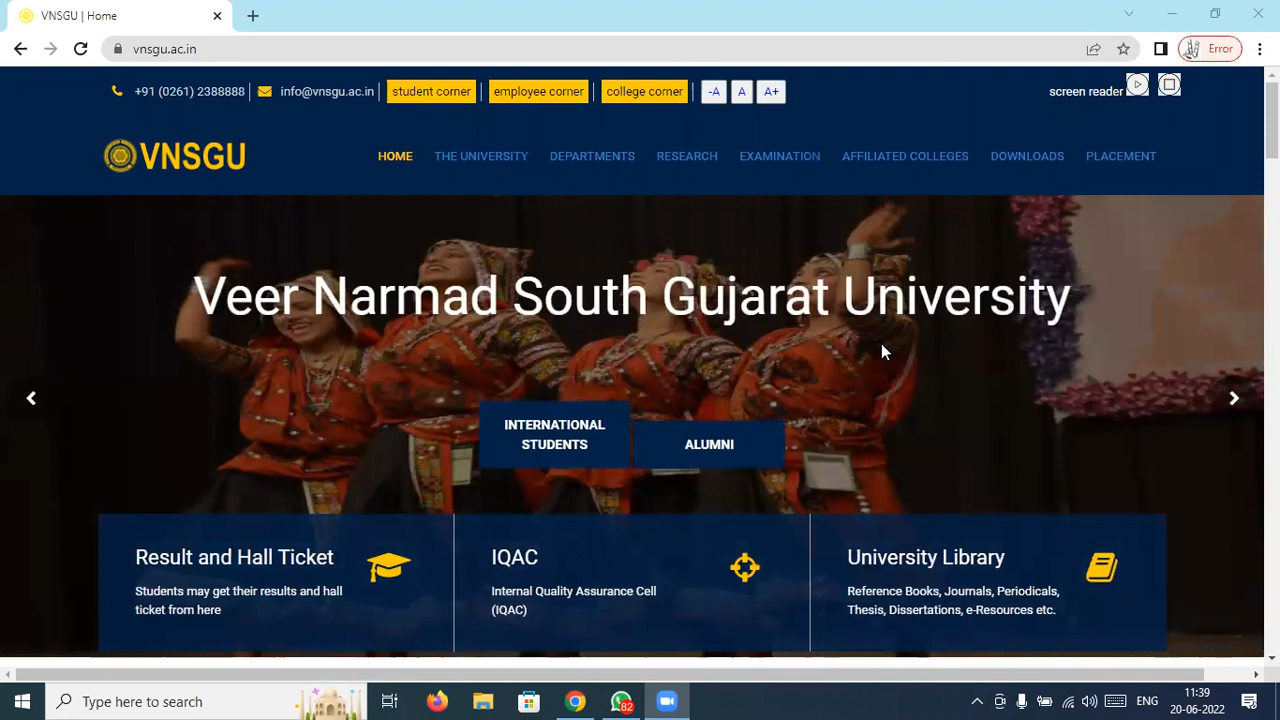 VNSGU | Home
vnsgu.ac.in
Error
+91 (0261) 2388888
info@vnsgu.ac.in
student corner
employee corner
college corner
-A
A
A+
screen reader
VNSGU
HOME
THE UNIVERSITY
DEPARTMENTS
RESEARCH
EXAMINATION
AFFILIATED COLLEGES
DOWNLOADS
PLACEMENT
Veer Narmad South Gujarat University
INTERNATIONAL
STUDENTS
ALUMNI
Result and Hall Ticket
Students may get their results and hall
ticket from here
IQAC
Internal Quality Assurance Cell
(IQAC)
University Library
Reference Books, Journals, Periodicals,
Thesis, Dissertations, e-Resources etc.
Type here to search
82
ENG
11:39
20-06-2022